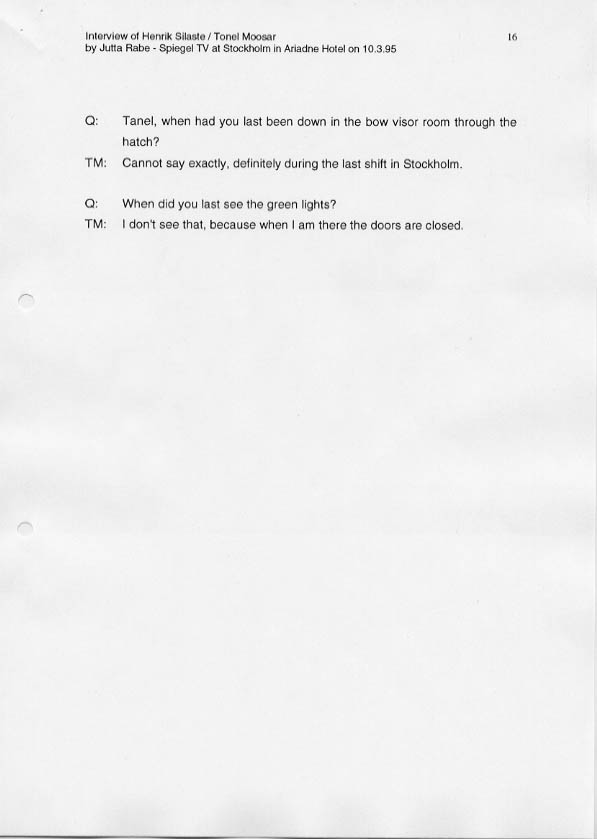 Interview of Henrik Silaste / Tonel Moosar 16
by Jutta Rabe - Spiegel TV at Stockholm in Ariadne Hotel on 10.3.95
Q: Tanel, when had you last been down in the bow visor room through the
hatch?
TM: Cannot say exactly, definitely during the last shift in Stockholm.
Q: When did you last see the green lights?
TM: I don't see that, because when I am there the doors are closed.